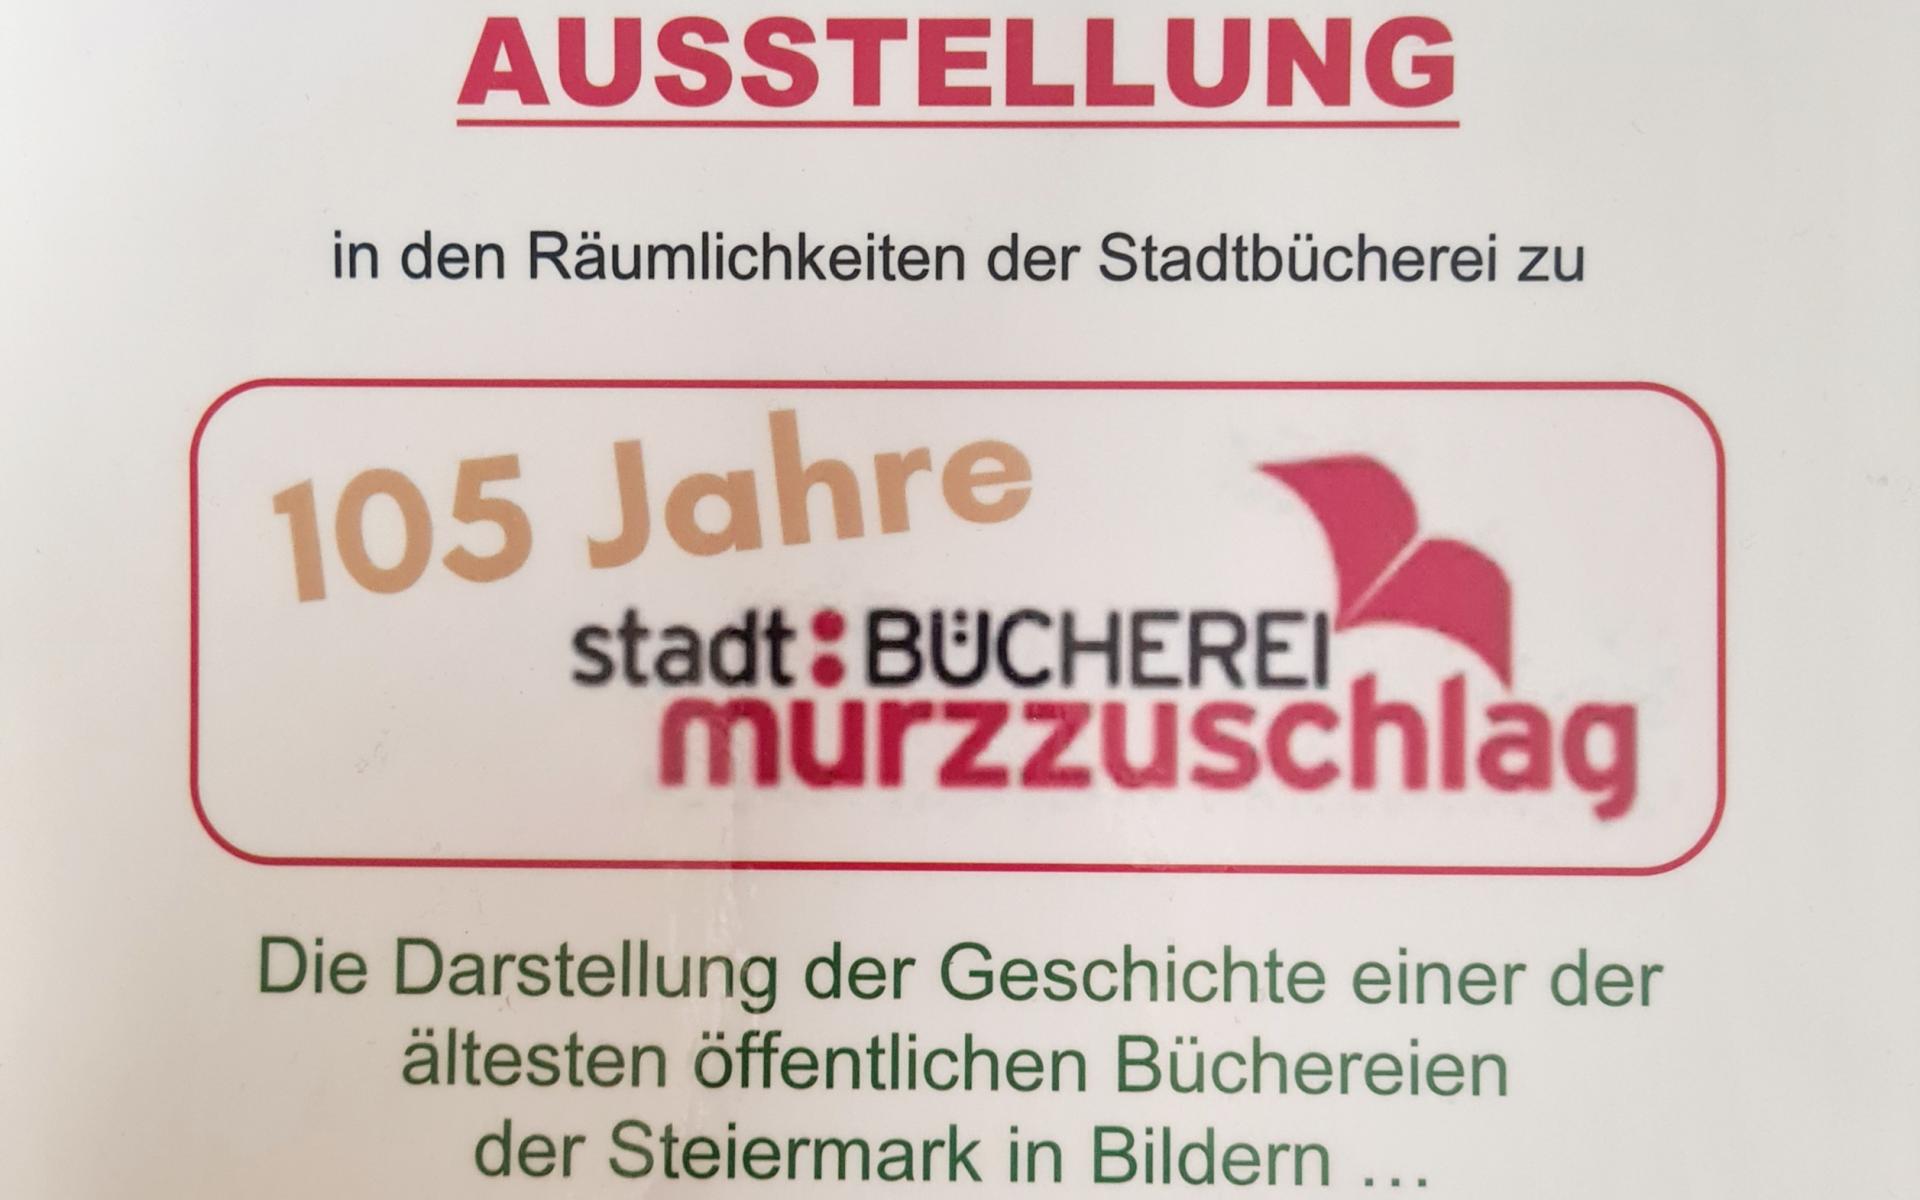 AUSSTELLUNG
in den Räumlichkeiten der Stadtbücherei zu
105 Jahre
stadt:BÜCHEREI
murzzuschlag
Die Darstellung der Geschichte einer der
ältesten öffentlichen Büchereien
der Steiermark in Bildern ...